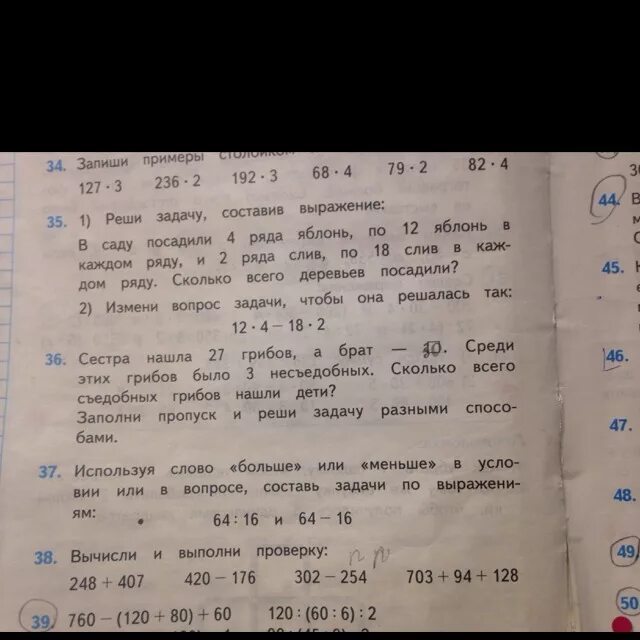 34. Запиши примеры столбиком
127 · 3 236 · 2 192 · 3 68 · 4 79 · 2 82 · 4
35. 1) Реши задачу, составив выражение:
В саду посадили 4 ряда яблонь, по 12 яблонь в
каждом ряду, и 2 ряда слив, по 18 слив в каж-
дом ряду. Сколько всего деревьев посадили?
2) Измени вопрос задачи, чтобы она решалась так:
12 · 4 − 18 · 2
36. Сестра нашла 27 грибов, а брат — . Среди
этих грибов было 3 несъедобных. Сколько всего
съедобных грибов нашли дети?
Заполни пропуск и реши задачу разными спосо-
бами.
37. Используя слово «больше» или «меньше» в усло-
вии или в вопросе, составь задачи по выражени-
ям:
64 : 16 и 64 − 16
38. Вычисли и выполни проверку:
248 + 407 420 − 176 302 − 254 703 + 94 + 128
39. 760 − (120 + 80) + 60 120 : (60 : 6) : 2
44. В
45.
46.
47.
48.
49.
50